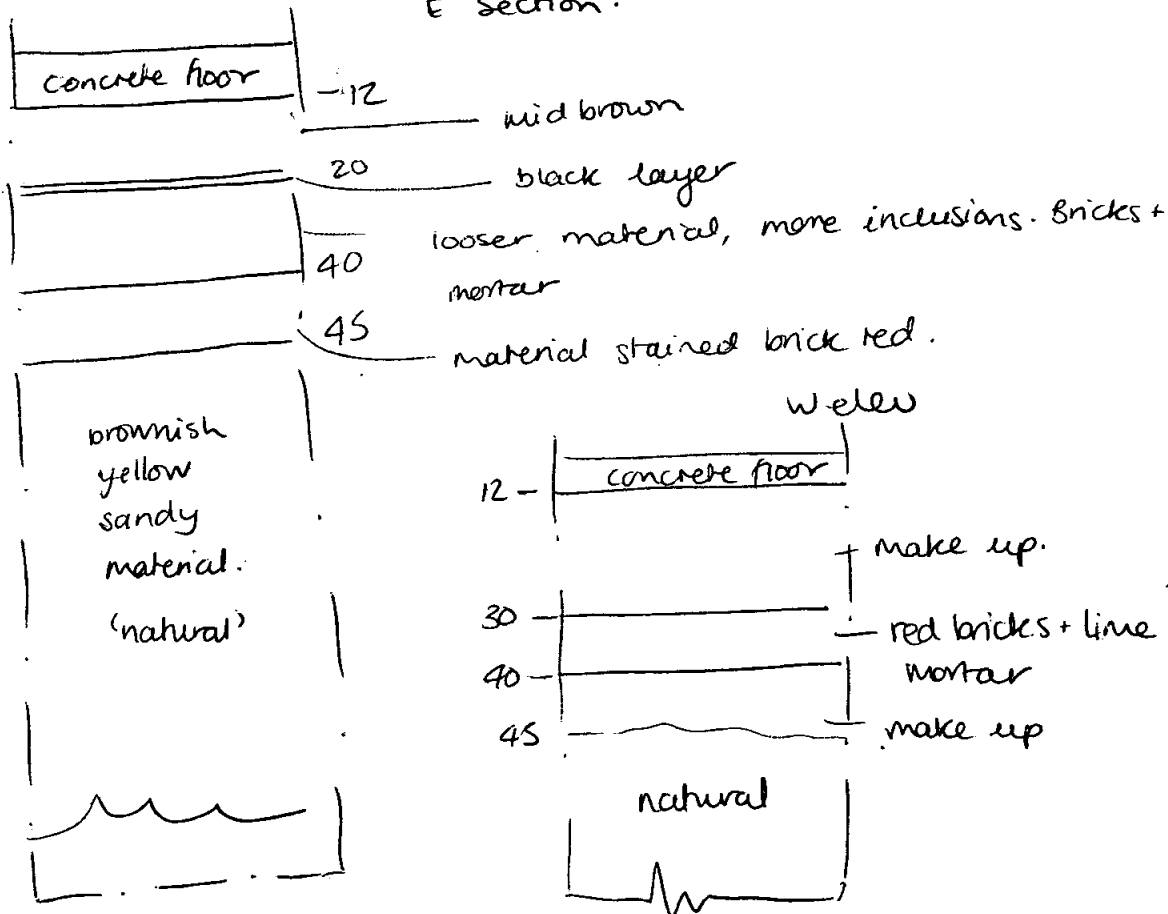 E section.
concrete floor
-12
mid brown
20
black layer
looser material, more inclusions. Bricks +
40
mortar
45
material stained brick red.
brownish
yellow
sandy
material.
'natural'
W elev
concrete floor
12 -
make up.
30
red bricks + lime
mortar
40
45
make up
natural